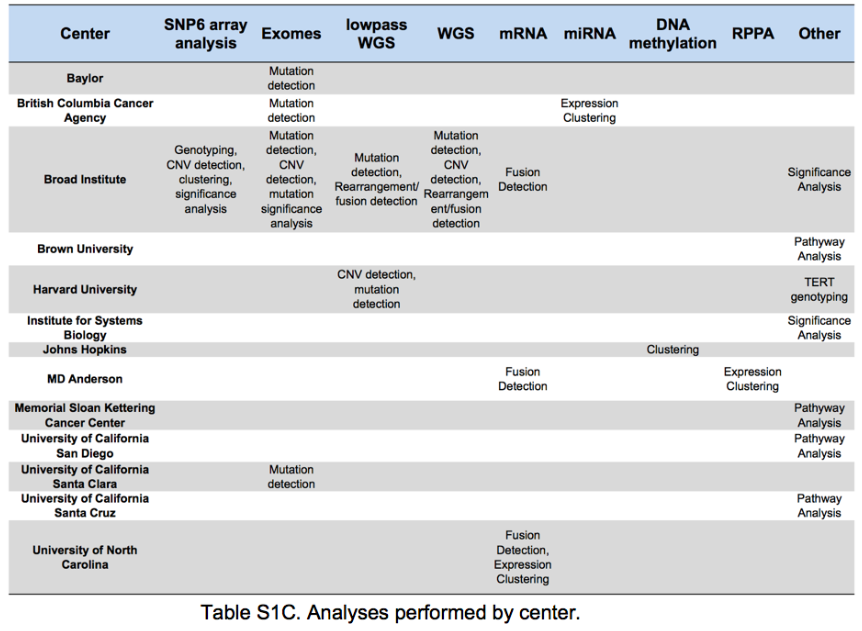 Center SNP6 array analysis Exomes lowpass WGS WGS mRNA miRNA DNA methylation RPPA Other
Baylor Mutation detection
British Columbia Cancer Agency Mutation detection Expression Clustering
Broad Institute Genotyping, CNV detection, clustering, significance analysis Mutation detection, CNV detection, mutation significance analysis Mutation detection, Rearrangement/ fusion detection Mutation detection, CNV detection, Rearrangem ent/fusion detection Fusion Detection Significance Analysis
Brown University Pathway Analysis
Harvard University CNV detection, mutation detection TERT genotyping
Institute for Systems Biology Significance Analysis
Johns Hopkins Clustering
MD Anderson Fusion Detection Expression Clustering
Memorial Sloan Kettering Cancer Center Pathway Analysis
University of California San Diego Pathway Analysis
University of California Santa Clara Mutation detection
University of California Santa Cruz Pathway Analysis
University of North Carolina Fusion Detection, Expression Clustering
Table S1C. Analyses performed by center.